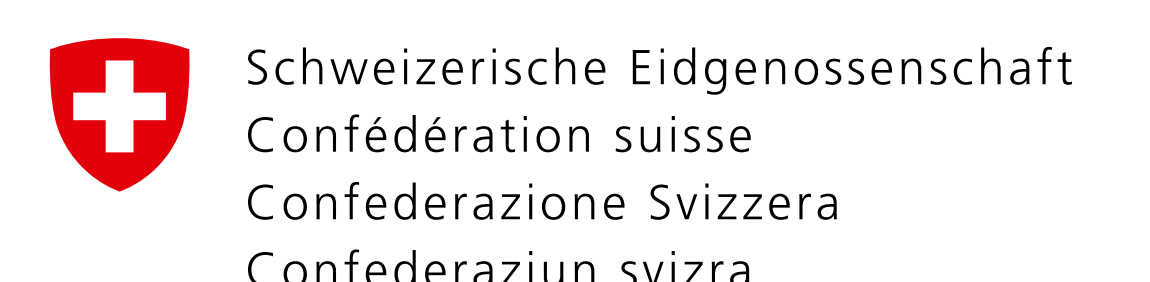 Schweizerische Eidgenossenschaft
Confédération suisse
Confederazione Svizzera
Confederaziun svizra